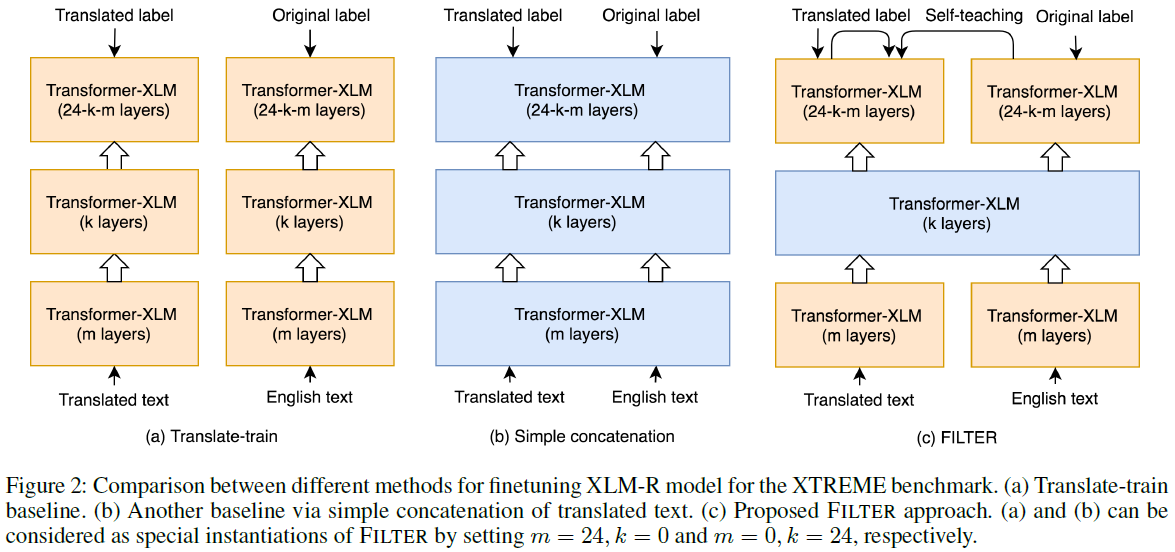 Translated label
Original label
Transformer-XLM
(24-k-m layers)
Transformer-XLM
(24-k-m layers)
Transformer-XLM
(k layers)
Transformer-XLM
(k layers)
Transformer-XLM
(m layers)
Transformer-XLM
(m layers)
Translated text
English text
(a) Translate-train
Translated label
Original label
Transformer-XLM
(24-k-m layers)
Transformer-XLM
(k layers)
Transformer-XLM
(m layers)
Translated text
English text
(b) Simple concatenation
Translated label
Self-teaching
Original label
Transformer-XLM
(24-k-m layers)
Transformer-XLM
(24-k-m layers)
Transformer-XLM
(k layers)
Transformer-XLM
(m layers)
Transformer-XLM
(m layers)
Translated text
English text
(c) FILTER
Figure 2: Comparison between different methods for finetuning XLM-R model for the XTREME benchmark. (a) Translate-train
baseline. (b) Another baseline via simple concatenation of translated text. (c) Proposed FILTER approach. (a) and (b) can be
considered as special instantiations of FILTER by setting m = 24, k = 0 and m = 0, k = 24, respectively.